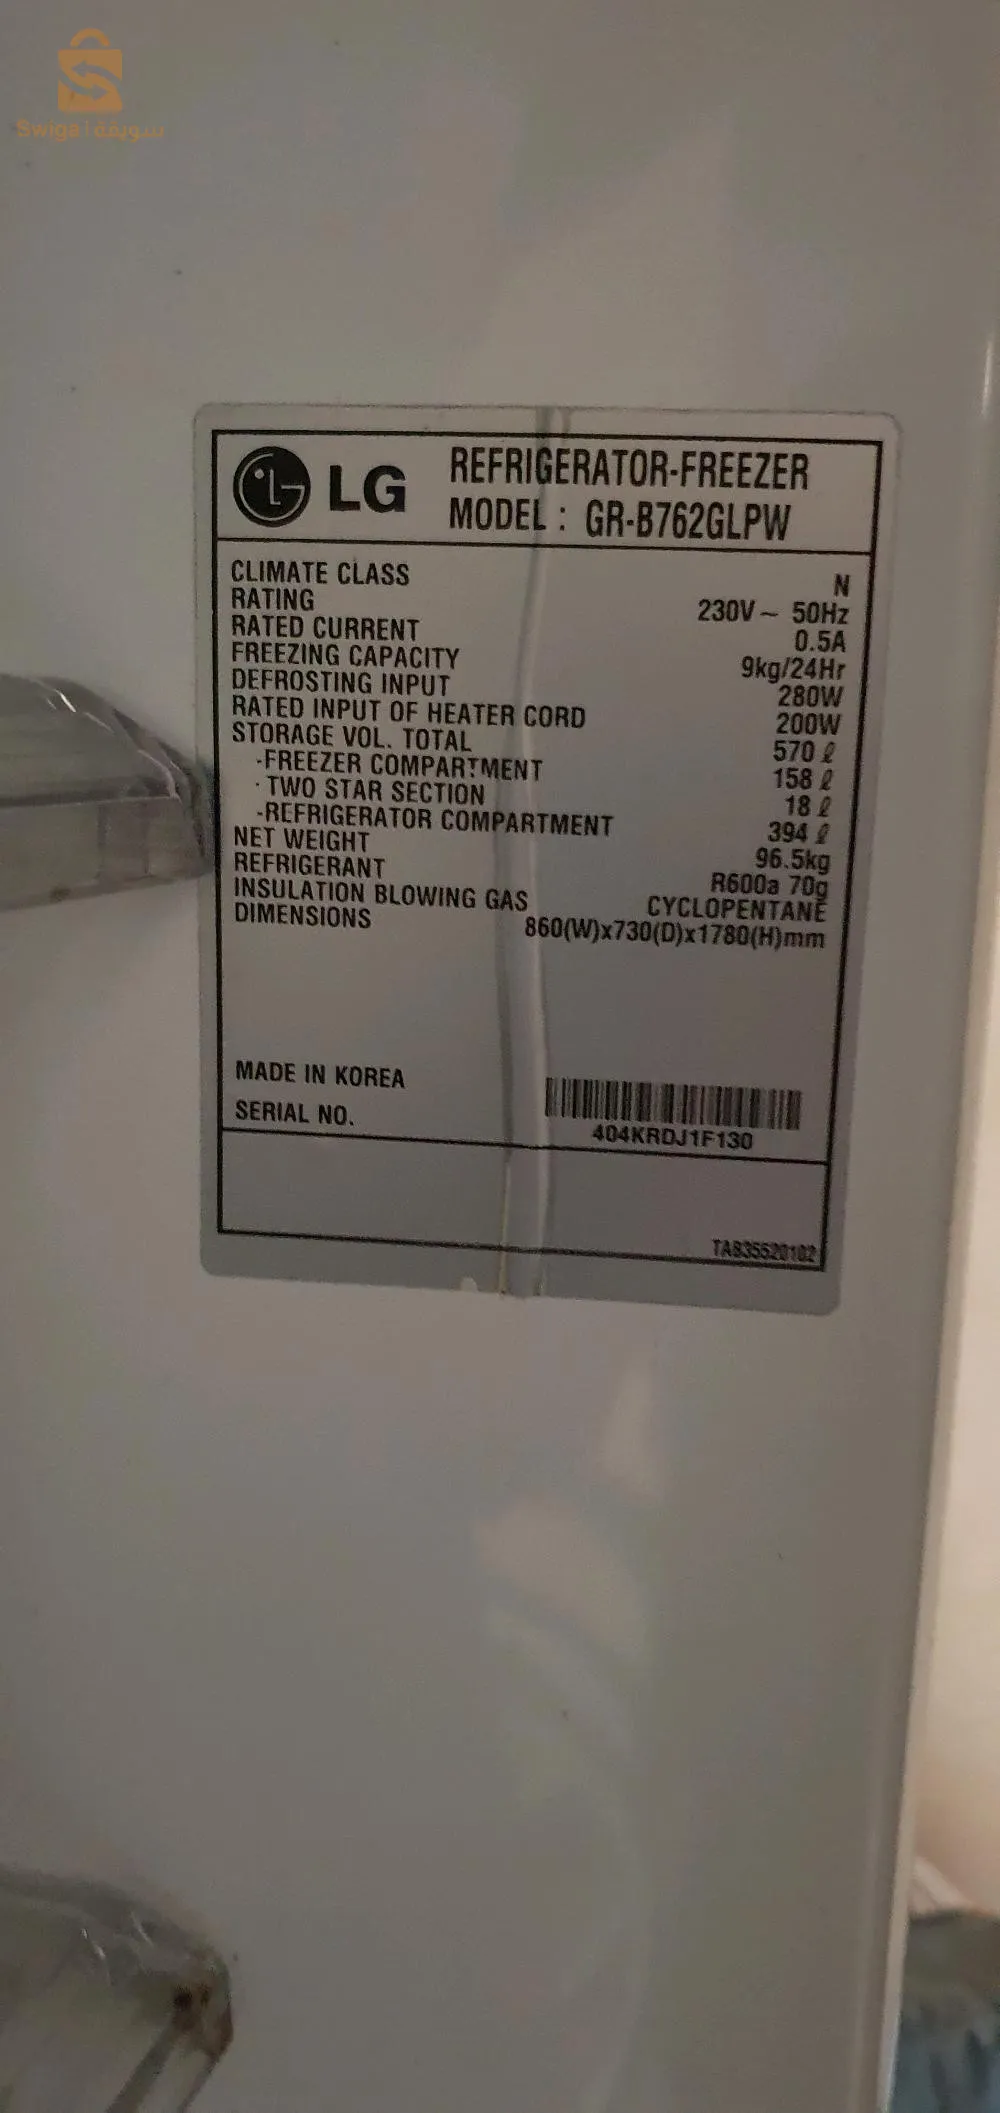 Swiqa | سويقة
LG
REFRIGERATOR-FREEZER
MODEL : GR-B762GLPW
CLIMATE CLASS N
RATING 230V ~ 50Hz
RATED CURRENT 0.5A
FREEZING CAPACITY 9kg/24Hr
DEFROSTING INPUT 280W
RATED INPUT OF HEATER CORD 200W
STORAGE VOL. TOTAL 570 ℓ
-FREEZER COMPARTMENT 158 ℓ
· TWO STAR SECTION 18 ℓ
-REFRIGERATOR COMPARTMENT 394 ℓ
NET WEIGHT 96.5kg
REFRIGERANT R600a 70g
INSULATION BLOWING GAS CYCLOPENTANE
DIMENSIONS 860(W)x730(D)x1780(H)mm
MADE IN KOREA
SERIAL NO.
404KRDJ1F130
TA835520102